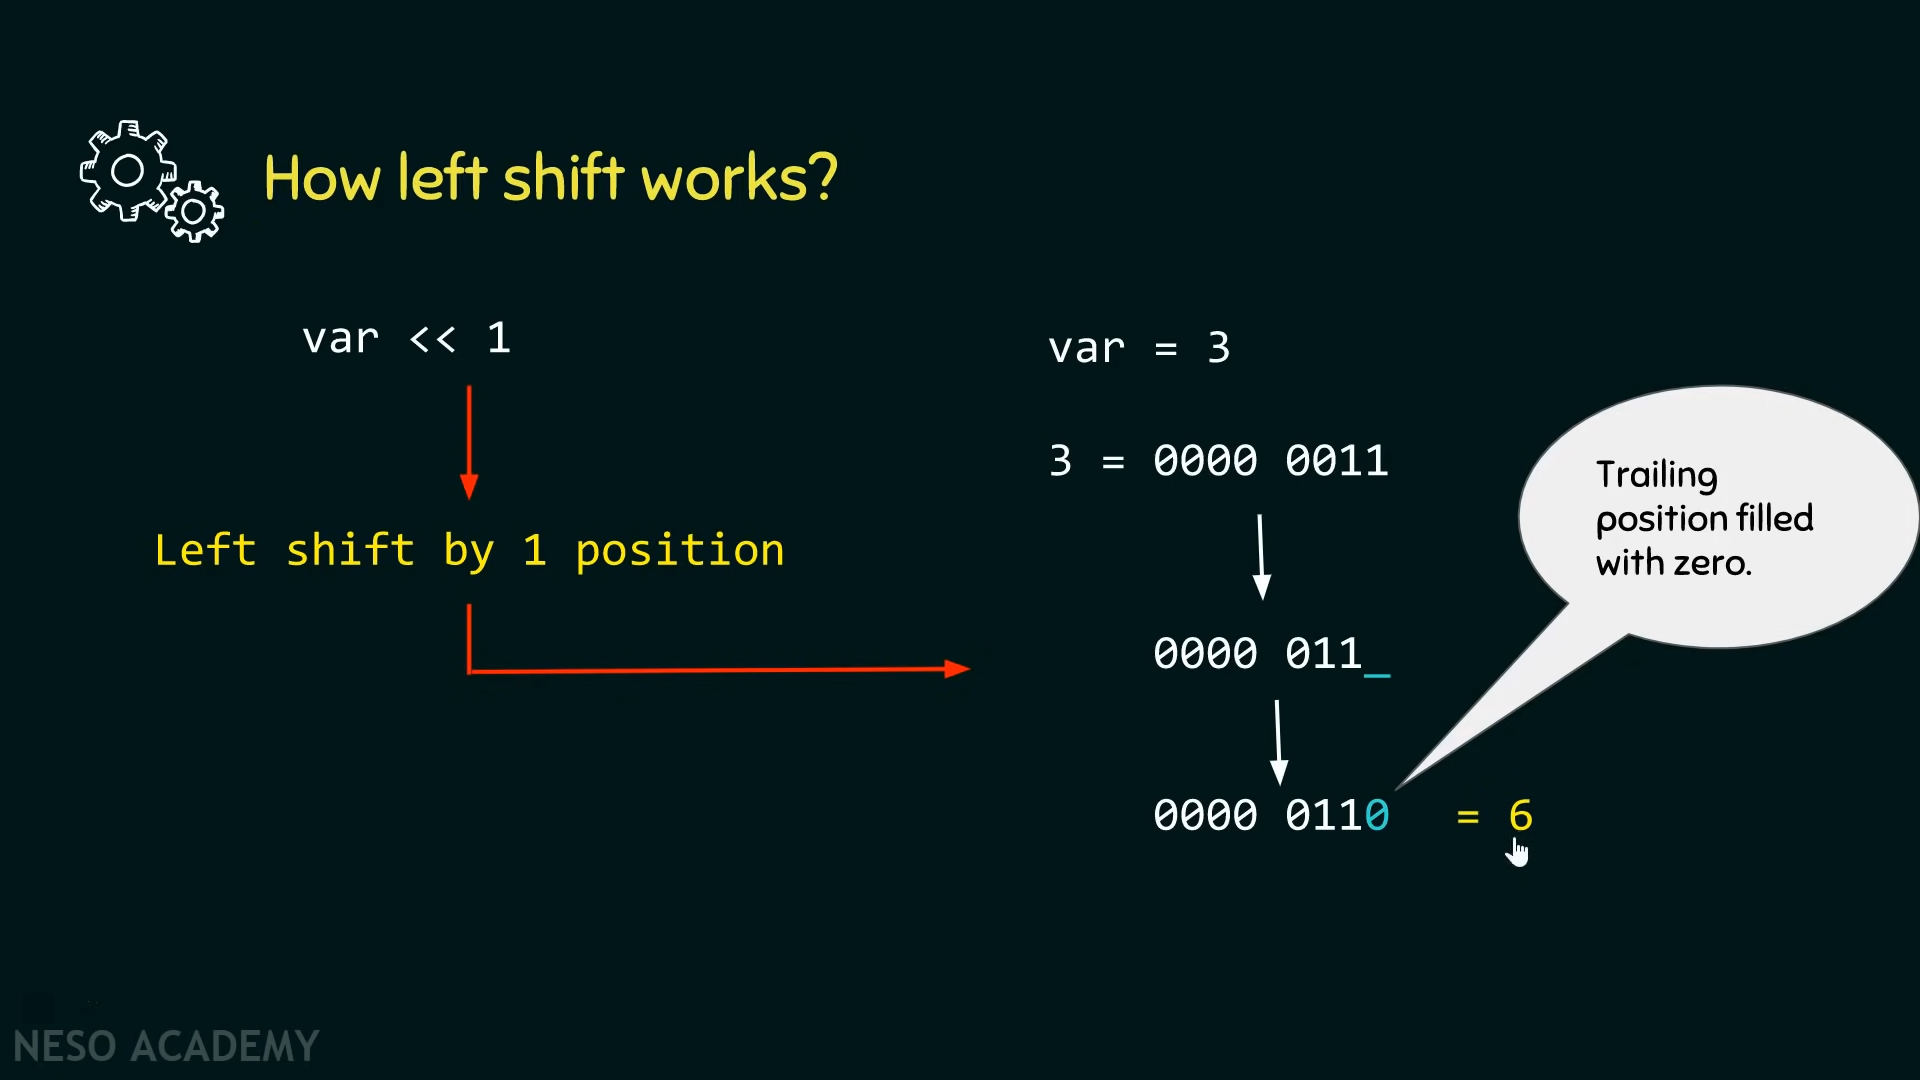 How left shift works?
var << 1
Left shift by 1 position
var = 3
3 = 0000 0011
0000 011_
0000 0110 = 6
Trailing
position filled
with zero.
NESO ACADEMY